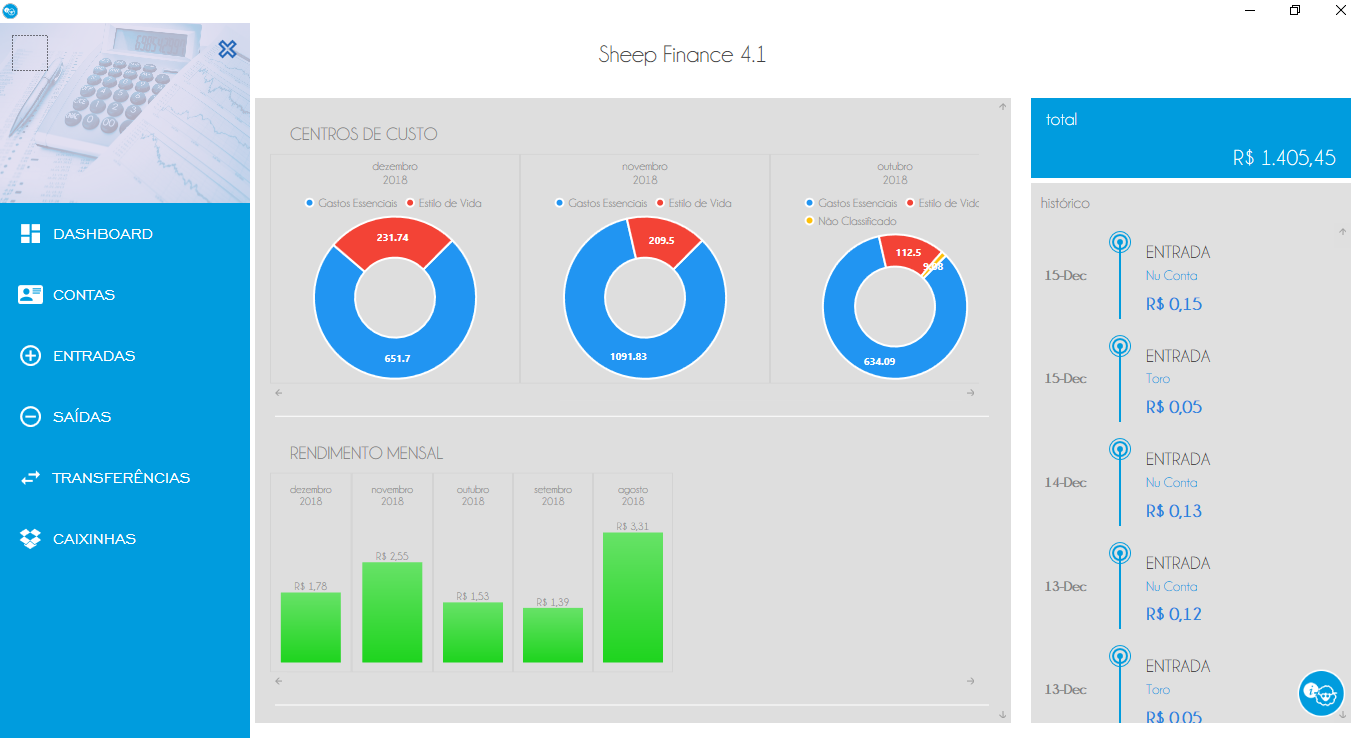 Sheep Finance 4.1
DASHBOARD
CONTAS
ENTRADAS
SAÍDAS
TRANSFERÊNCIAS
CAIXINHAS
CENTROS DE CUSTO
dezembro
2018
Gastos Essenciais Estilo de Vida
231.74
651.7
novembro
2018
Gastos Essenciais Estilo de Vida
209.5
1091.83
outubro
2018
Gastos Essenciais Estilo de Vida
Não Classificado
112.5
634.09
RENDIMENTO MENSAL
dezembro
2018
R$ 1,78
novembro
2018
R$ 2,55
outubro
2018
R$ 1,53
setembro
2018
R$ 1,39
agosto
2018
R$ 3,31
total
R$ 1.405,45
histórico
15-Dec
ENTRADA
Nu Conta
R$ 0,15
15-Dec
ENTRADA
Toro
R$ 0,05
14-Dec
ENTRADA
Nu Conta
R$ 0,13
13-Dec
ENTRADA
Nu Conta
R$ 0,12
13-Dec
ENTRADA
Toro
R$ 0,05